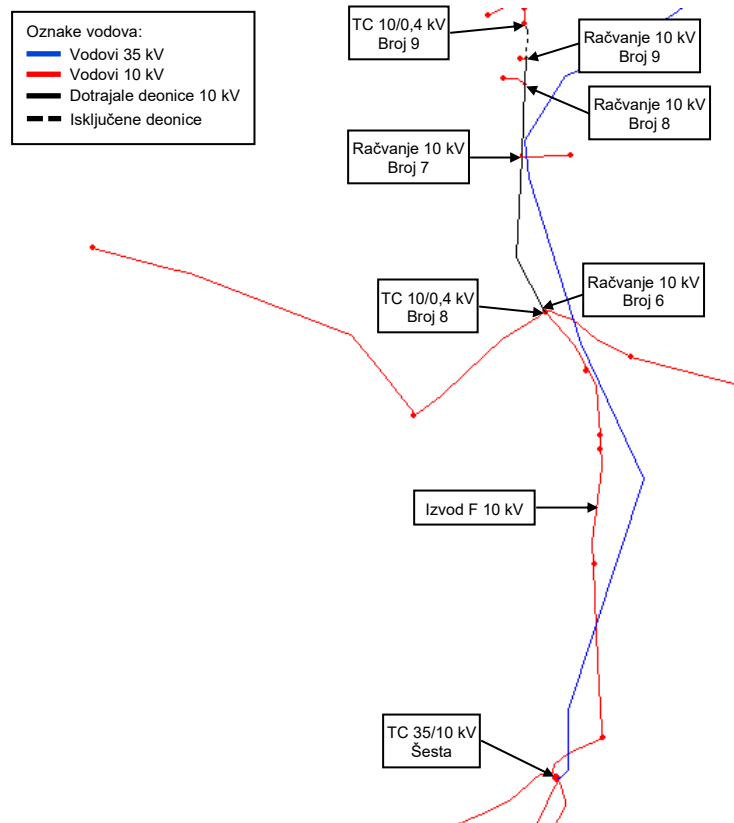 Oznake vodova:
Vodovi 35 kV
Vodovi 10 kV
Dotrajale deonice 10 kV
Isključene deonice
TC 10/0,4 kV
Broj 9
Račvanje 10 kV
Broj 9
Račvanje 10 kV
Broj 8
Račvanje 10 kV
Broj 7
TC 10/0,4 kV
Broj 8
Račvanje 10 kV
Broj 6
Izvod F 10 kV
TC 35/10 kV
Šesta